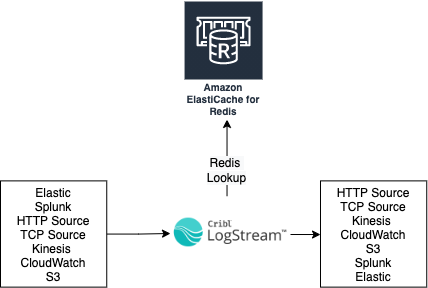 R
Amazon
ElastiCache for
Redis
Redis
Lookup
Elastic
Splunk
HTTP Source
TCP Source
Kinesis
CloudWatch
S3
Cribl
LogStream™
HTTP Source
TCP Source
Kinesis
CloudWatch
S3
Splunk
Elastic